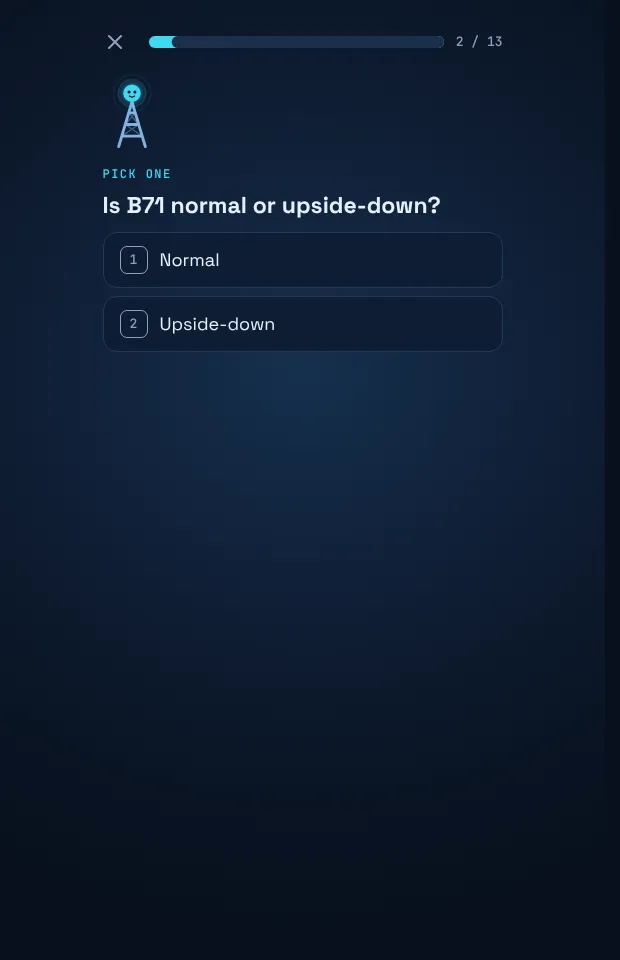 2 / 13
PICK ONE
Is B71 normal or upside-down?
1 Normal
2 Upside-down